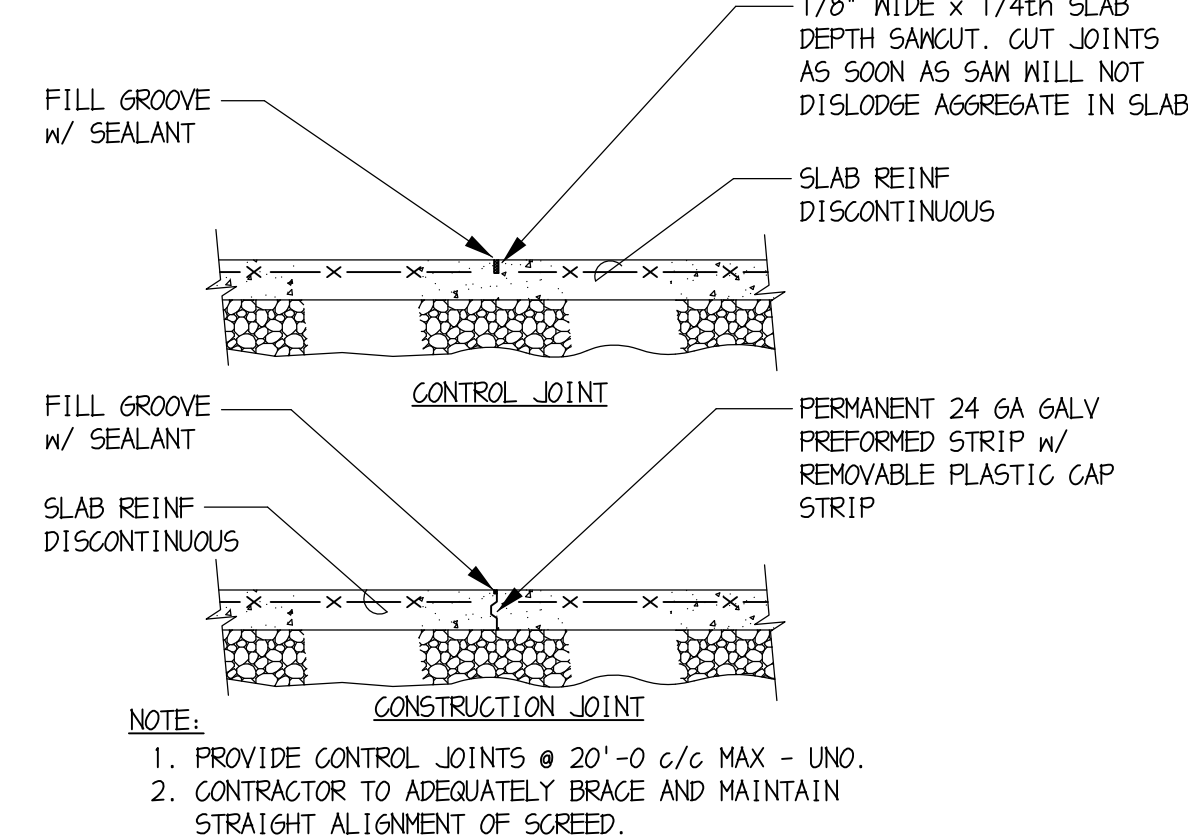 1/8" WIDE x 1/4th SLAB
DEPTH SAWCUT. CUT JOINTS
AS SOON AS SAW WILL NOT
DISLODGE AGGREGATE IN SLAB
FILL GROOVE
w/ SEALANT
SLAB REINF
DISCONTINUOUS
CONTROL JOINT
FILL GROOVE
w/ SEALANT
PERMANENT 24 GA GALV
PREFORMED STRIP w/
REMOVABLE PLASTIC CAP
STRIP
SLAB REINF
DISCONTINUOUS
CONSTRUCTION JOINT
NOTE:
1. PROVIDE CONTROL JOINTS @ 20'-0 c/c MAX - UNO.
2. CONTRACTOR TO ADEQUATELY BRACE AND MAINTAIN
STRAIGHT ALIGNMENT OF SCREED.